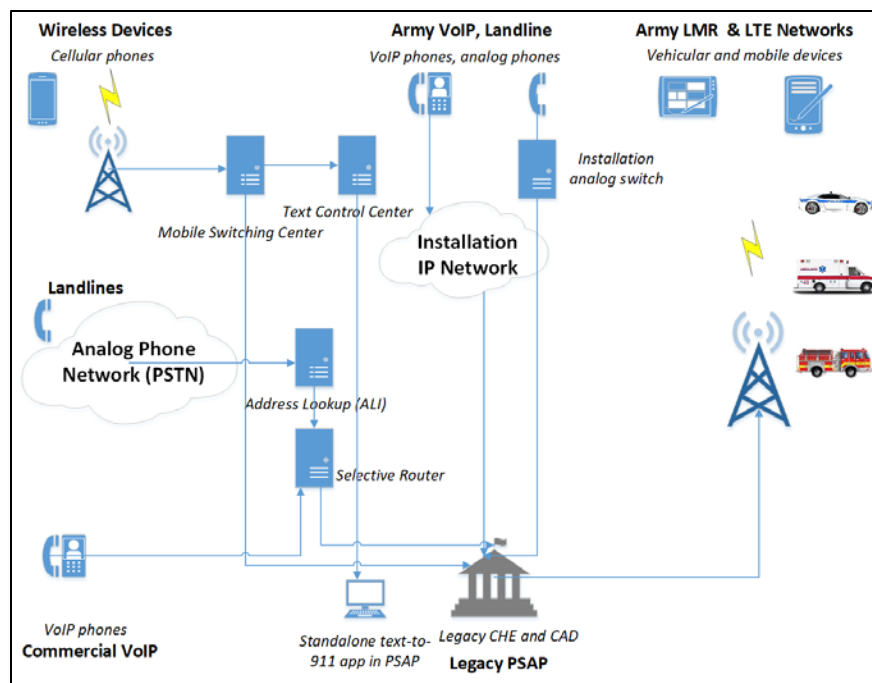 Wireless Devices
Cellular phones
Army VoIP, Landline
VoIP phones, analog phones
Army LMR & LTE Networks
Vehicular and mobile devices
Installation
analog switch
Text Control Center
Mobile Switching Center
Installation
IP Network
Landlines
Analog Phone
Network (PSTN)
Address Lookup (ALI)
Selective Router
VoIP phones
Commercial VoIP
Standalone text-to-
911 app in PSAP
Legacy CHE and CAD
Legacy PSAP